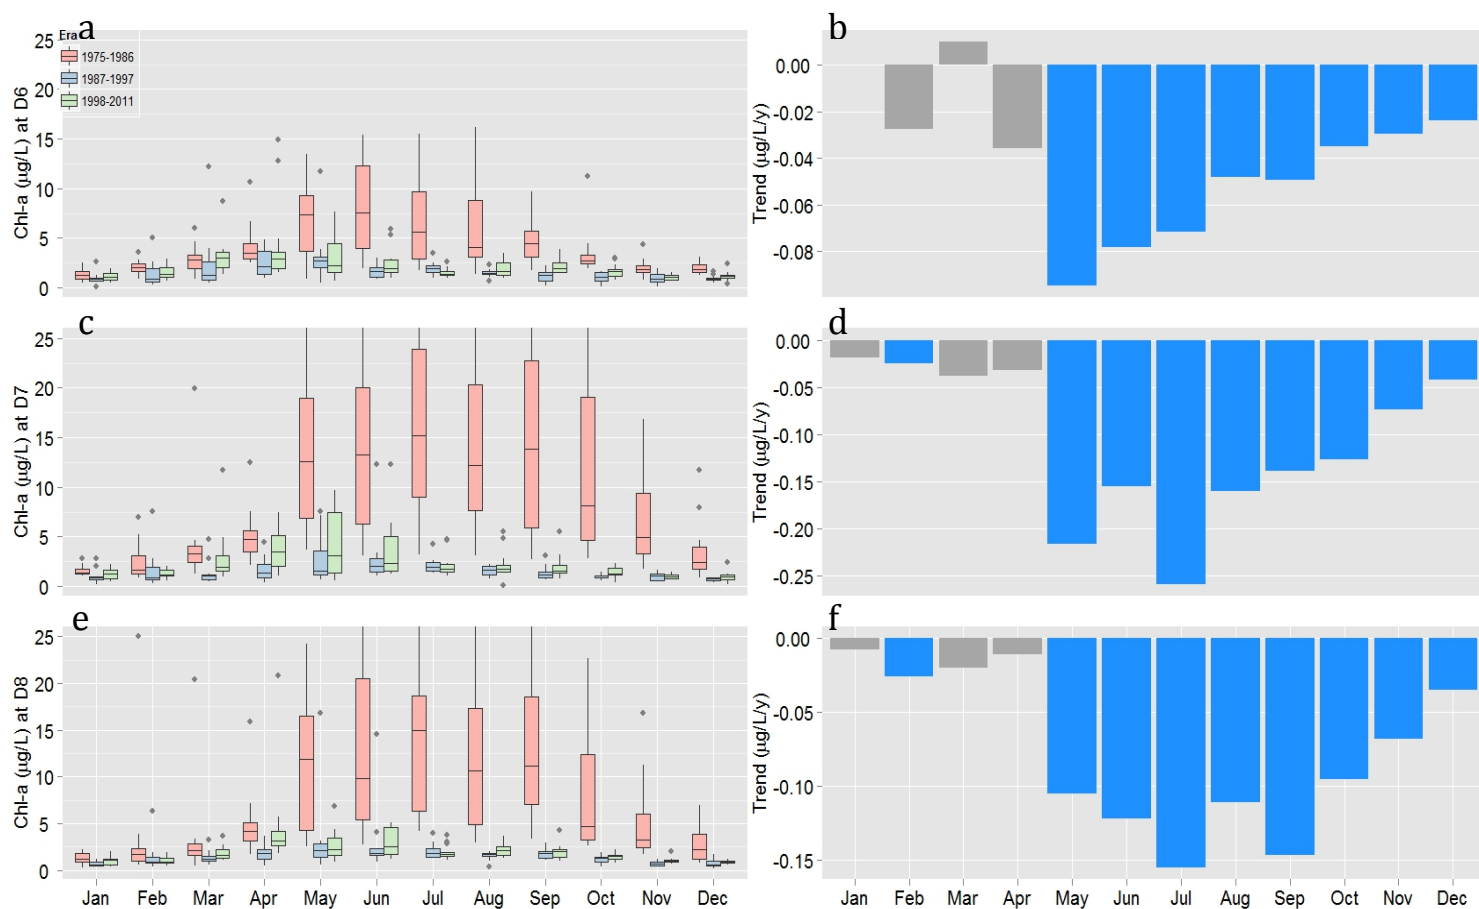 a
Era
1975-1986
1987-1997
1998-2011
Chl-a (µg/L) at D6
25
20
15
10
5
0
b
Trend (µg/L/y)
0.00
-0.02
-0.04
-0.06
-0.08
c
Chl-a (µg/L) at D7
25
20
15
10
5
0
d
Trend (µg/L/y)
0.00
-0.05
-0.10
-0.15
-0.20
-0.25
e
Chl-a (µg/L) at D8
25
20
15
10
5
0
Jan Feb Mar Apr May Jun Jul Aug Sep Oct Nov Dec
f
Trend (µg/L/y)
0.00
-0.05
-0.10
-0.15
Jan Feb Mar Apr May Jun Jul Aug Sep Oct Nov Dec